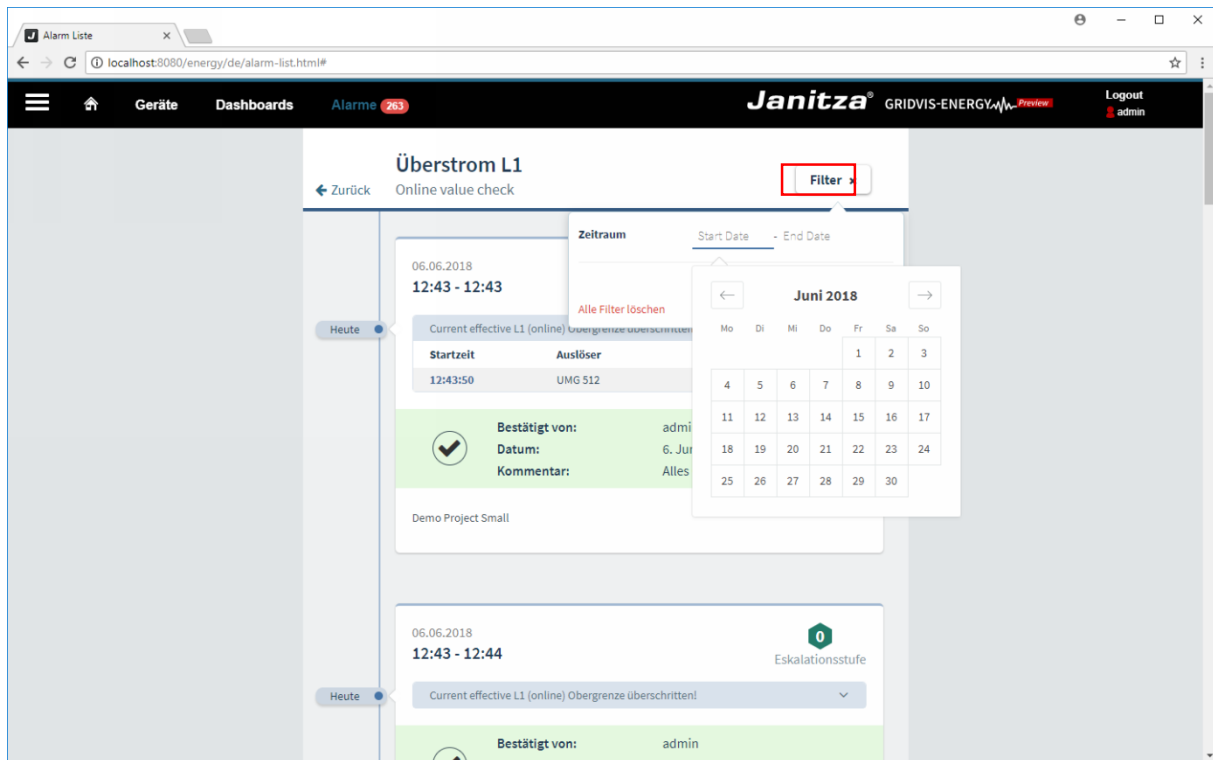 Alarm Liste
localhost:8080/energy/de/alarm-list.html#
Geräte Dashboards Alarme 263 Janitza® GRIDVIS-ENERGY Preview Logout
admin
Überstrom L1
Zurück Online value check Filter
Zeitraum Start Date - End Date
06.06.2018
12:43 - 12:43
Alle Filter löschen
Juni 2018
Mo Di Mi Do Fr Sa So
1 2 3
4 5 6 7 8 9 10
11 12 13 14 15 16 17
18 19 20 21 22 23 24
25 26 27 28 29 30
Heute Current effective L1 (online) Obergrenze überschritten
Startzeit Auslöser
12:43:50 UMG 512
Bestätigt von: admi
Datum: 6. Jun
Kommentar: Alles
Demo Project Small
06.06.2018
12:43 - 12:44
0
Eskalationsstufe
Heute Current effective L1 (online) Obergrenze überschritten!
Bestätigt von: admin